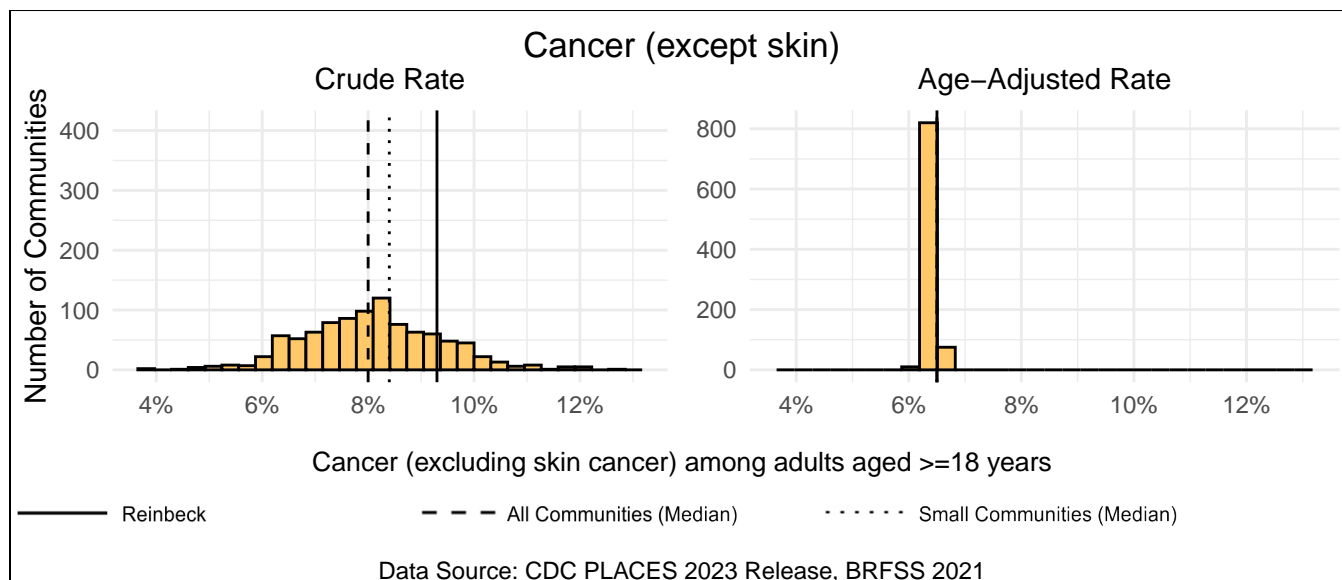 Cancer (except skin)
Crude Rate
Age−Adjusted Rate
Number of Communities
400
300
200
100
0
4%
6%
8%
10%
12%
800
600
400
200
0
4%
6%
8%
10%
12%
Cancer (excluding skin cancer) among adults aged >=18 years
Reinbeck
All Communities (Median)
Small Communities (Median)
Data Source: CDC PLACES 2023 Release, BRFSS 2021